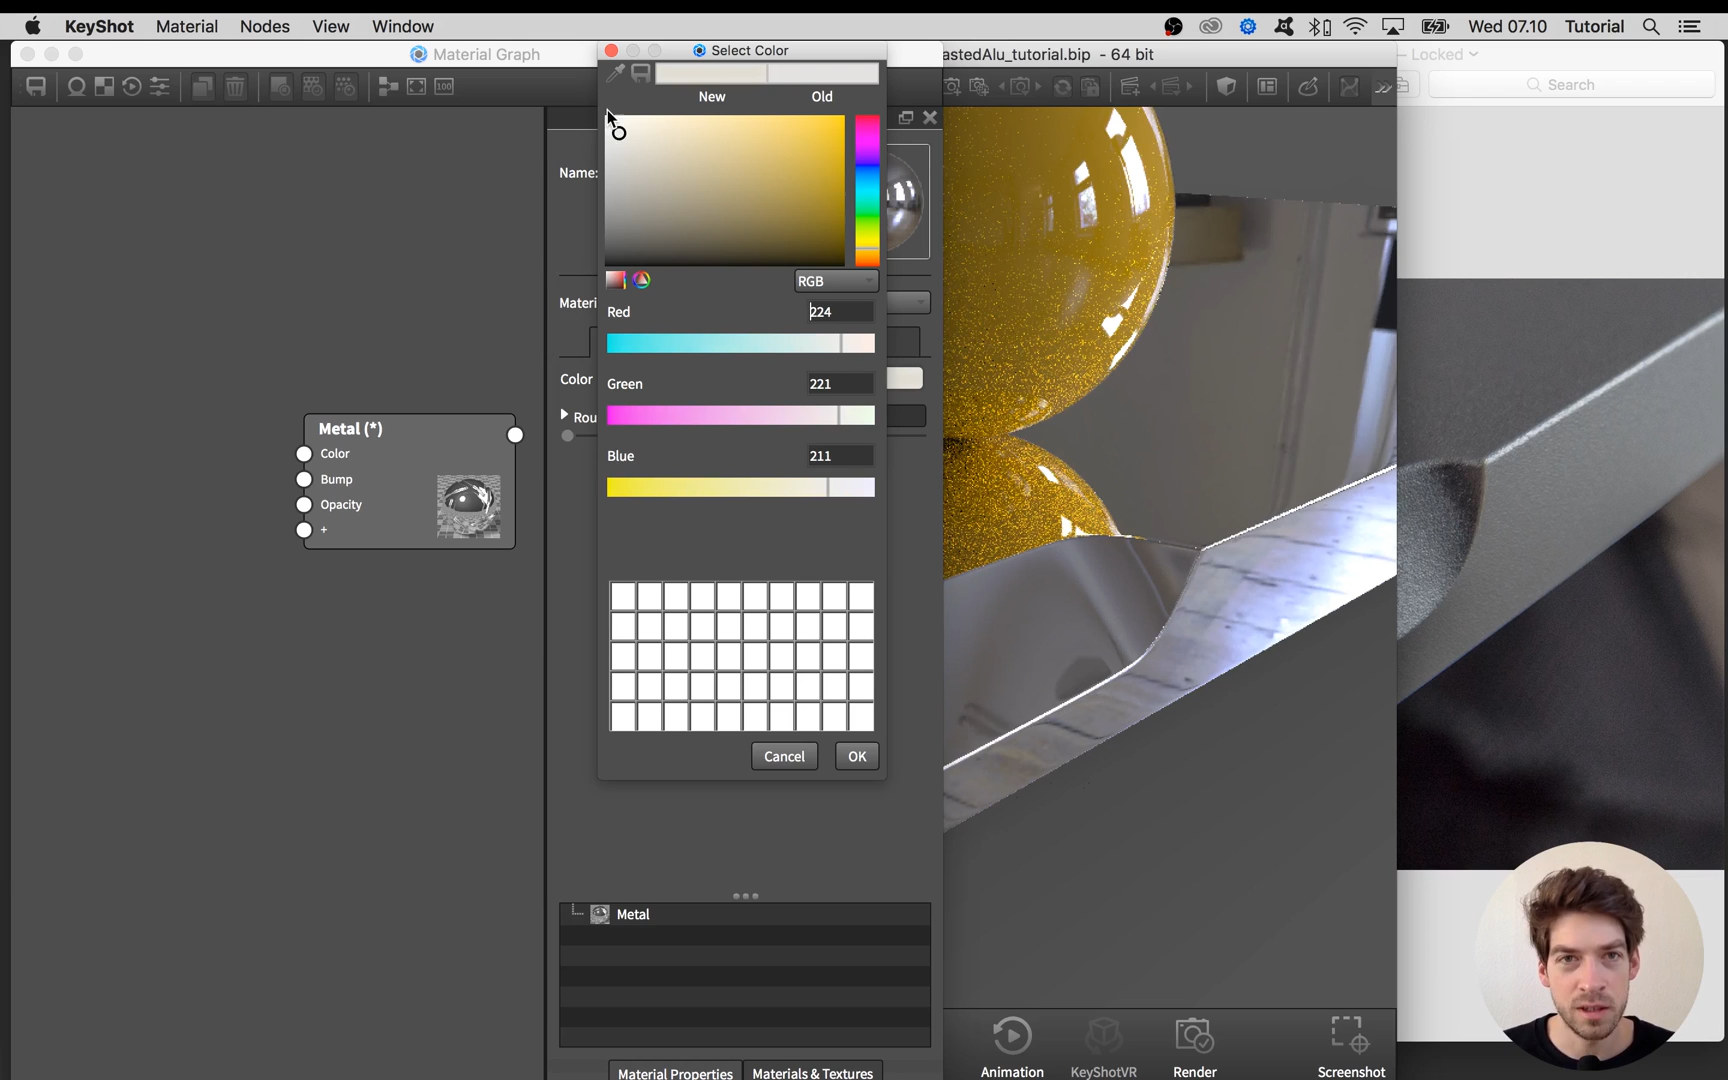 KeyShot Material Nodes View Window Wed 07.10 Tutorial
Material Graph Select Color astedAlu_tutorial.bip - 64 bit – Locked
100 Search
New Old
Name:
RGB
Materi
Red 224
Color Green 221
Rou
Metal (*)
Color Blue 211
Bump
Opacity
+
Cancel OK
Metal
Animation KeyShotVR Render Screenshot
Material Properties Materials & Textures